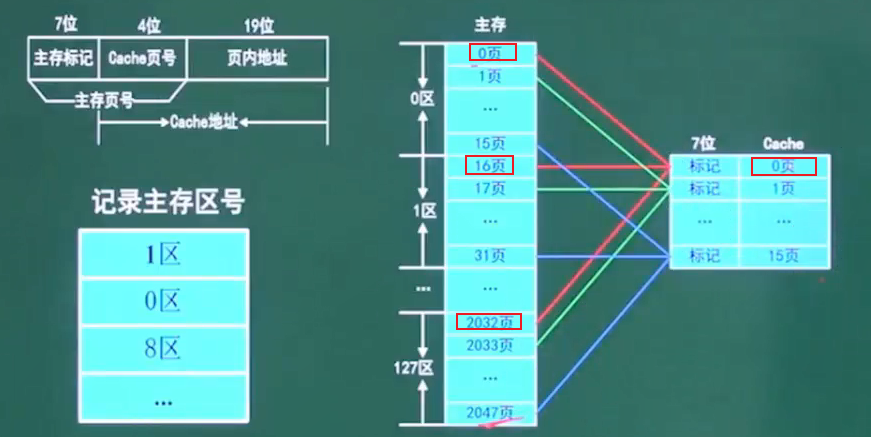 7位 4位 19位
主存标记 Cache页号 页内地址
主存页号
Cache地址
记录主存区号
1区
0区
8区
...
主存
0页
1页
...
15页
16页
17页
...
31页
...
2032页
2033页
...
2047页
0区
1区
...
127区
7位 Cache
标记 0页
标记 1页
... ...
标记 15页